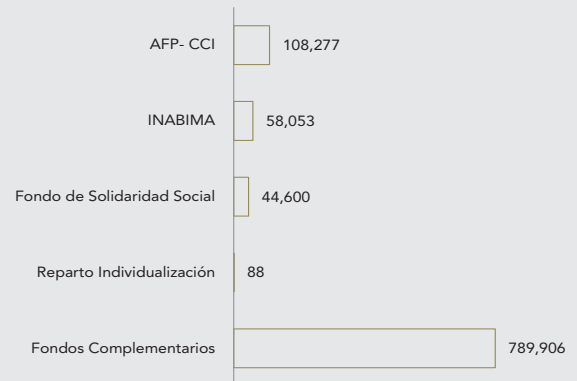 AFP- CCI 108,277
INABIMA 58,053
Fondo de Solidaridad Social 44,600
Reparto Individualización 88
Fondos Complementarios 789,906